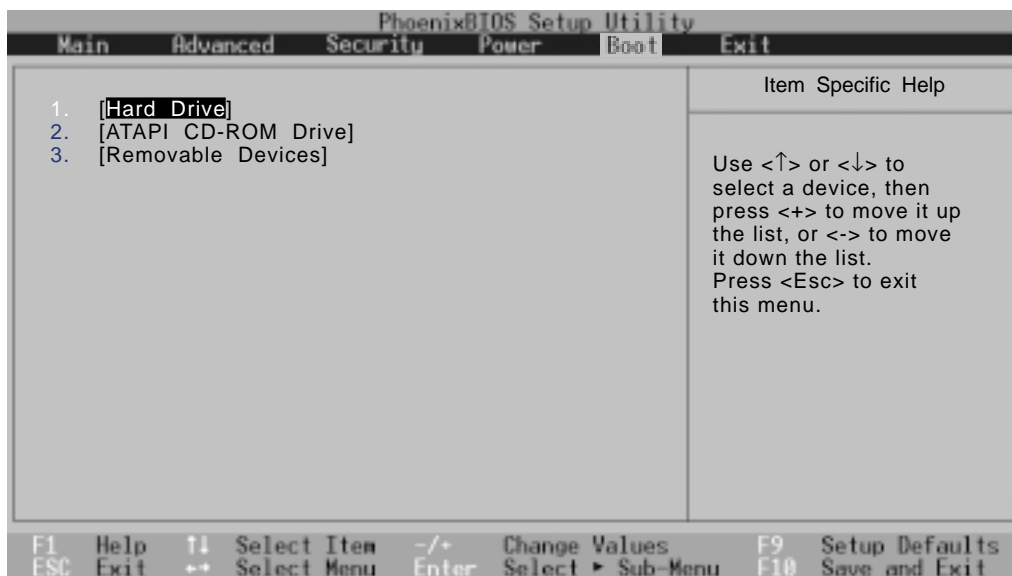 PhoenixBIOS Setup Utility
Main Advanced Security Power Boot Exit
Item Specific Help
1. [Hard Drive]
2. [ATAPI CD-ROM Drive]
3. [Removable Devices]
Use <↑> or <↓> to
select a device, then
press <+> to move it up
the list, or <-> to move
it down the list.
Press <Esc> to exit
this menu.
F1 Help ↑↓ Select Item -/+ Change Values F9 Setup Defaults
ESC Exit ←→ Select Menu Enter Select ► Sub-Menu F10 Save and Exit